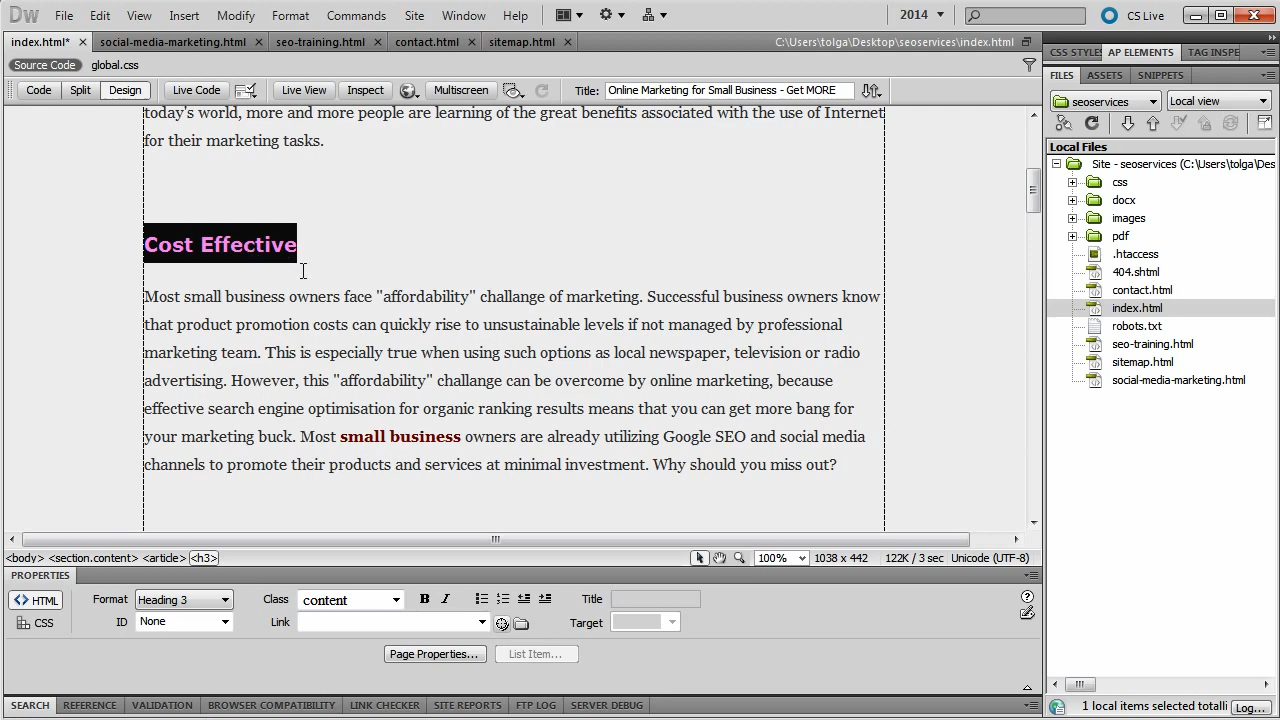 Dw File Edit View Insert Modify Format Commands Site Window Help 2014 CS Live
index.html* social-media-marketing.html seo-training.html contact.html sitemap.html C:\Users\tolga\Desktop\seoservices\index.html
Source Code global.css
Code Split Design Live Code Live View Inspect Multiscreen Title: Online Marketing for Small Business - Get MORE
today's world, more and more people are learning of the great benefits associated with the use of Internet
for their marketing tasks.
Cost Effective
Most small business owners face "affordability" challange of marketing. Successful business owners know
that product promotion costs can quickly rise to unsustainable levels if not managed by professional
marketing team. This is especially true when using such options as local newspaper, television or radio
advertising. However, this "affordability" challange can be overcome by online marketing, because
effective search engine optimisation for organic ranking results means that you can get more bang for
your marketing buck. Most small business owners are already utilizing Google SEO and social media
channels to promote their products and services at minimal investment. Why should you miss out?
<body> <section.content> <article> <h3> 100% 1038 x 442 122K / 3 sec Unicode (UTF-8)
PROPERTIES
<> HTML Format Heading 3 Class content B I Title
CSS ID None Link Target
Page Properties... List Item...
SEARCH REFERENCE VALIDATION BROWSER COMPATIBILITY LINK CHECKER SITE REPORTS FTP LOG SERVER DEBUG
CSS STYLES AP ELEMENTS TAG INSPE
FILES ASSETS SNIPPETS
seoservices Local view
Local Files
Site - seoservices (C:\Users\tolga\Des
css
docx
images
pdf
.htaccess
404.shtml
contact.html
index.html
robots.txt
seo-training.html
sitemap.html
social-media-marketing.html
1 local items selected totalli Log...